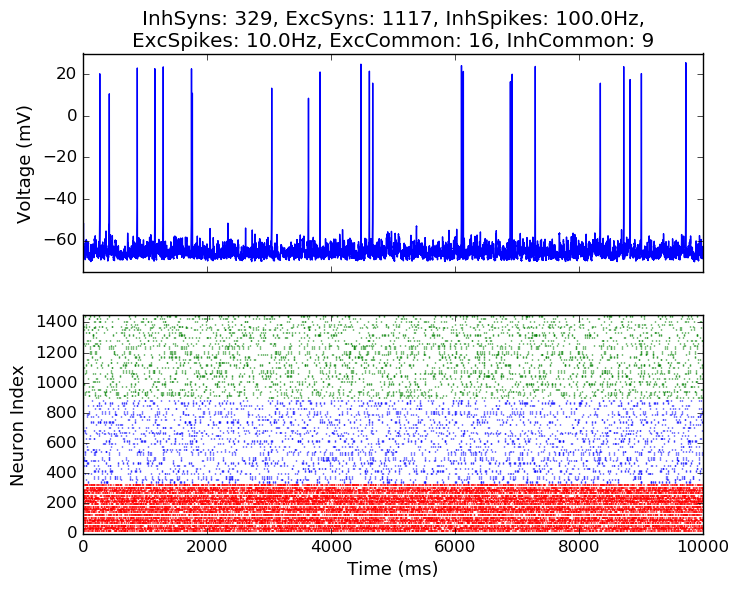 InhSyns: 329, ExcSyns: 1117, InhSpikes: 100.0Hz,
ExcSpikes: 10.0Hz, ExcCommon: 16, InhCommon: 9
20
0
−20
−40
−60
Voltage (mV)
1400
1200
1000
800
600
400
200
0
Neuron Index
0 2000 4000 6000 8000 10000
Time (ms)